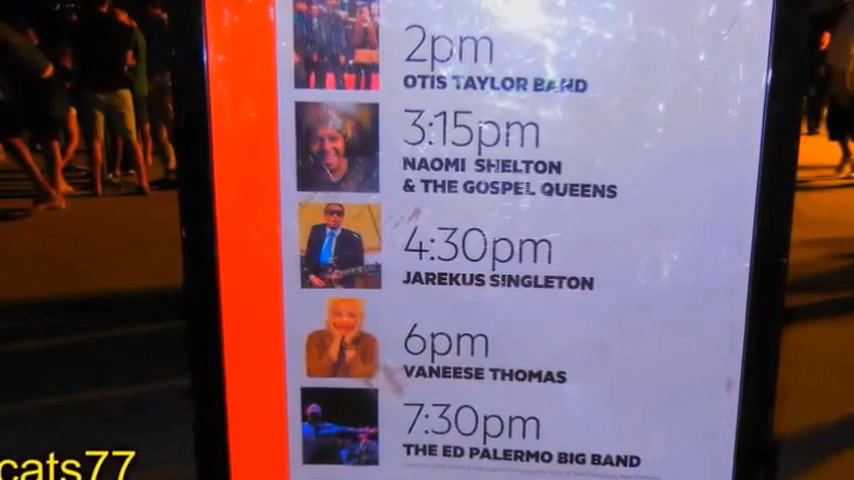 2pm
OTIS TAYLOR BAND
3:15pm
NAOMI SHELTON
& THE GOSPEL QUEENS
4:30pm
JAREKUS SINGLETON
6pm
VANEESE THOMAS
7:30pm
THE ED PALERMO BIG BAND
cats77